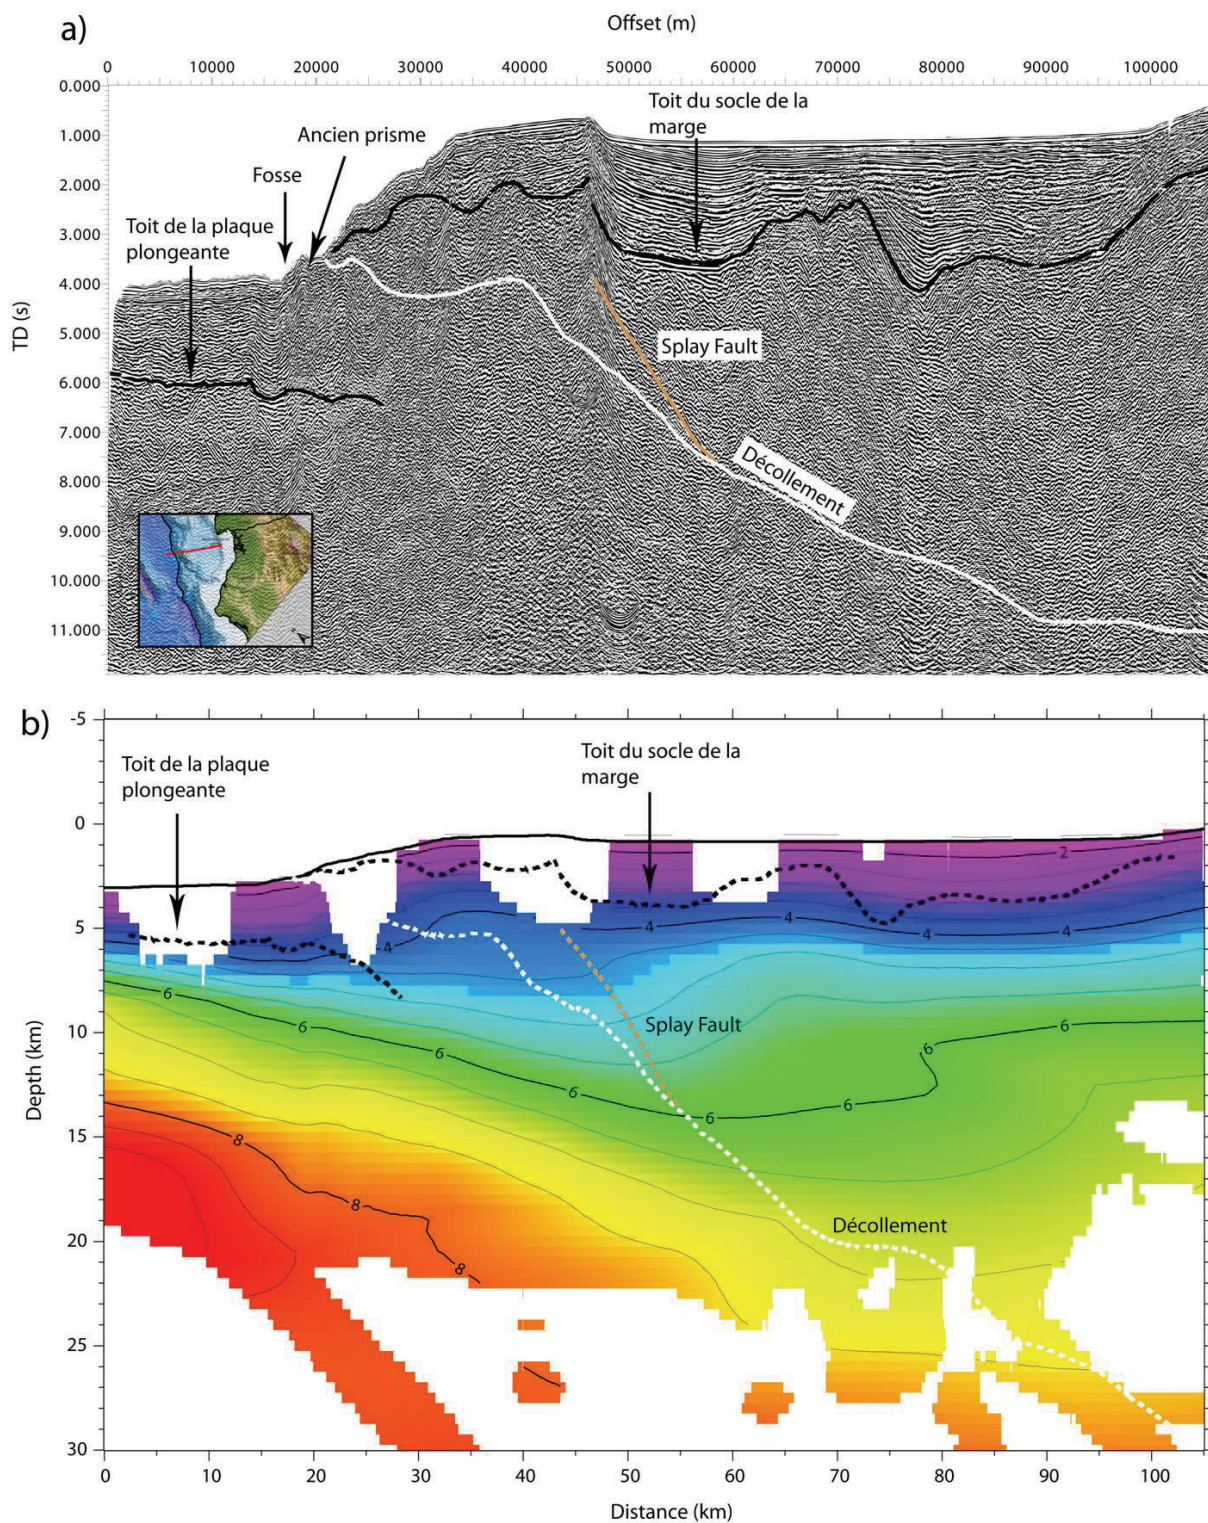 a)
Offset (m)
0 10000 20000 30000 40000 50000 60000 70000 80000 90000 100000
0.000
1.000
2.000
3.000
4.000
5.000
6.000
7.000
8.000
9.000
10.000
11.000
TD (s)
Toit du socle de la
marge
Ancien prisme
Fosse
Toit de la plaque
plongeante
Splay Fault
Décollement
b)
-5
0
5
10
15
20
25
30
Depth (km)
Toit de la plaque
plongeante
Toit du socle de la
marge
2
4
4
4
6
6
6
6
6
6
8
8
8
Splay Fault
Décollement
0 10 20 30 40 50 60 70 80 90 100
Distance (km)